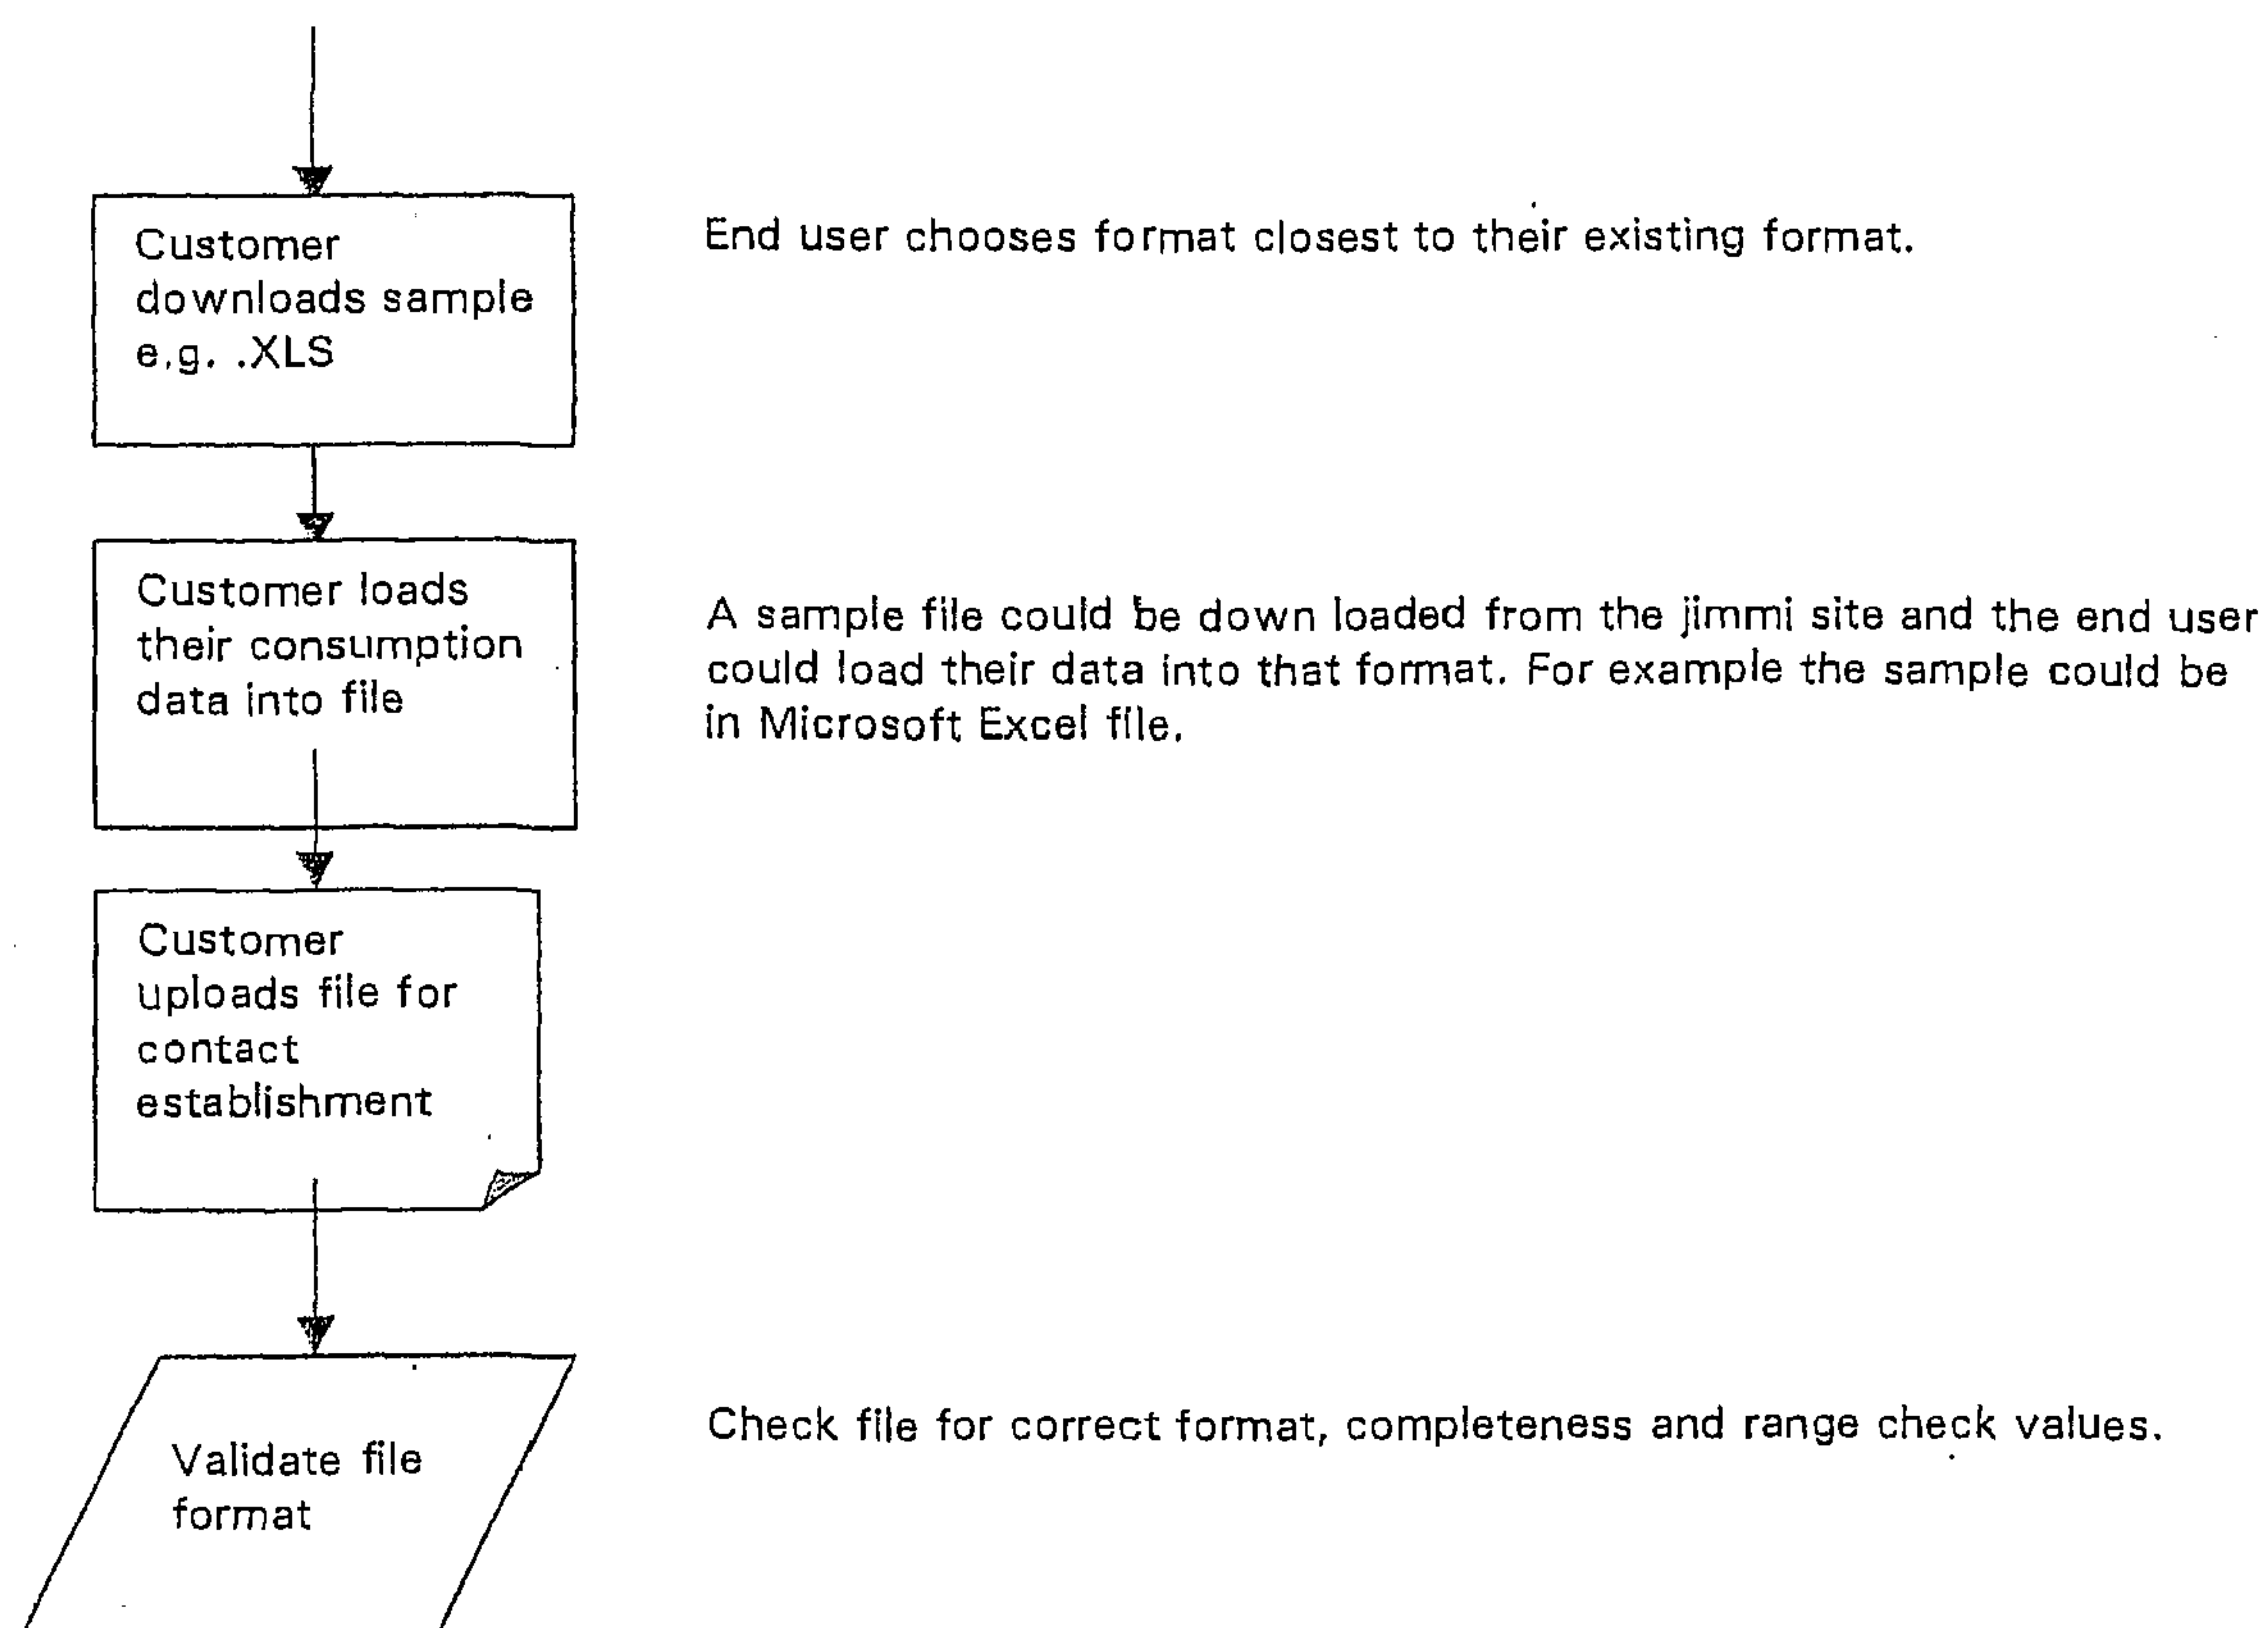 Customer
downloads sample
e.g. .XLS
End user chooses format closest to their existing format.
Customer loads
their consumption
data into file
A sample file could be down loaded from the jimmi site and the end user
could load their data into that format. For example the sample could be
in Microsoft Excel file.
Customer
uploads file for
contact
establishment
Validate file
format
Check file for correct format, completeness and range check values.